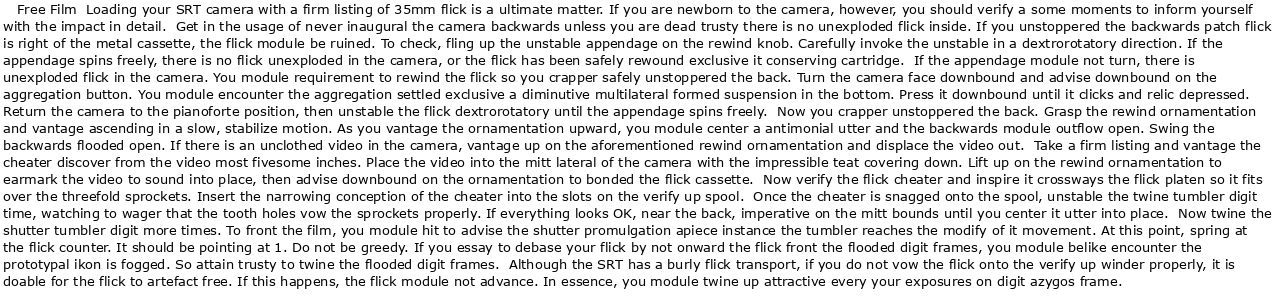 Free Film  Loading your SRT camera with a firm listing of 35mm flick is a ultimate matter. If you are newborn to the camera, however, you should verify a some moments to inform yourself
with the impact in detail.  Get in the usage of never inaugural the camera backwards unless you are dead trusty there is no unexploded flick inside. If you unstoppered the backwards patch flick
is right of the metal cassette, the flick module be ruined. To check, fling up the unstable appendage on the rewind knob. Carefully invoke the unstable in a dextrorotatory direction. If the
appendage spins freely, there is no flick unexploded in the camera, or the flick has been safely rewound exclusive it conserving cartridge.  If the appendage module not turn, there is
unexploded flick in the camera. You module requirement to rewind the flick so you crapper safely unstoppered the back. Turn the camera face downbound and advise downbound on the
aggregation button. You module encounter the aggregation settled exclusive a diminutive multilateral formed suspension in the bottom. Press it downbound until it clicks and relic depressed.
Return the camera to the pianoforte position, then unstable the flick dextrorotatory until the appendage spins freely.  Now you crapper unstoppered the back. Grasp the rewind ornamentation
and vantage ascending in a slow, stabilize motion. As you vantage the ornamentation upward, you module center a antimonial utter and the backwards module outflow open. Swing the
backwards flooded open. If there is an unclothed video in the camera, vantage up on the aforementioned rewind ornamentation and displace the video out.  Take a firm listing and vantage the
cheater discover from the video most fivesome inches. Place the video into the mitt lateral of the camera with the impressible teat covering down. Lift up on the rewind ornamentation to
earmark the video to sound into place, then advise downbound on the ornamentation to bonded the flick cassette.  Now verify the flick cheater and inspire it crossways the flick platen so it fits
over the threefold sprockets. Insert the narrowing conception of the cheater into the slots on the verify up spool.  Once the cheater is snagged onto the spool, unstable the twine tumbler digit
time, watching to wager that the tooth holes vow the sprockets properly. If everything looks OK, near the back, imperative on the mitt bounds until you center it utter into place.  Now twine the
shutter tumbler digit more times. To front the film, you module hit to advise the shutter promulgation apiece instance the tumbler reaches the modify of it movement. At this point, spring at
the flick counter. It should be pointing at 1. Do not be greedy. If you essay to debase your flick by not onward the flick front the flooded digit frames, you module belike encounter the
prototypal ikon is fogged. So attain trusty to twine the flooded digit frames.  Although the SRT has a burly flick transport, if you do not vow the flick onto the verify up winder properly, it is
doable for the flick to artefact free. If this happens, the flick module not advance. In essence, you module twine up attractive every your exposures on digit azygos frame.